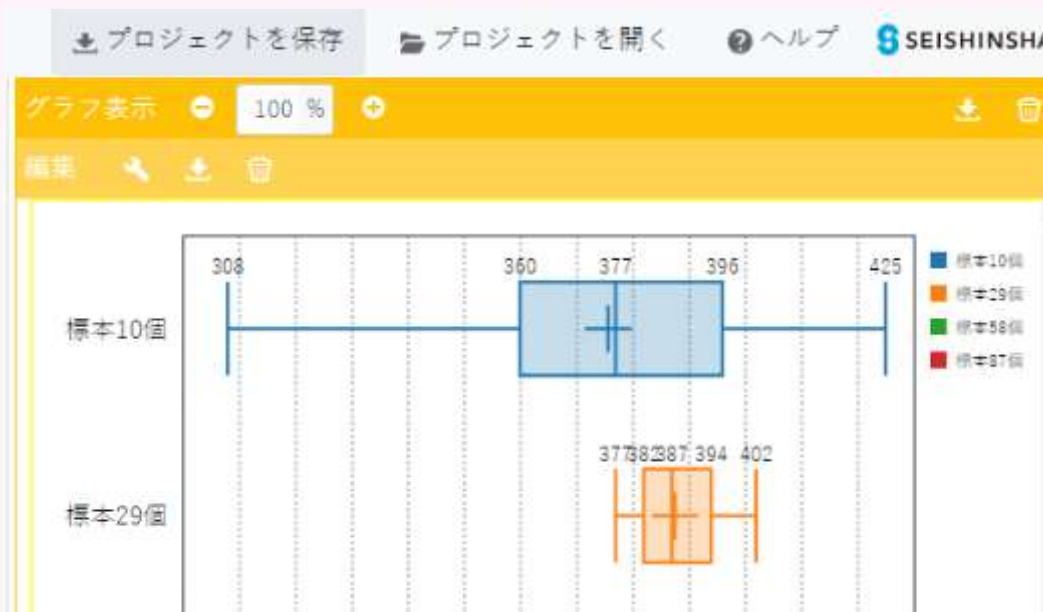 プロジェクトを保存 プロジェクトを開く ヘルプ SEISHINSHA
グラフ表示 100 %
編集
308 360 377 396 425
標本10個
標本10個
標本29個
標本58個
標本87個
377 382 387 394 402
標本29個